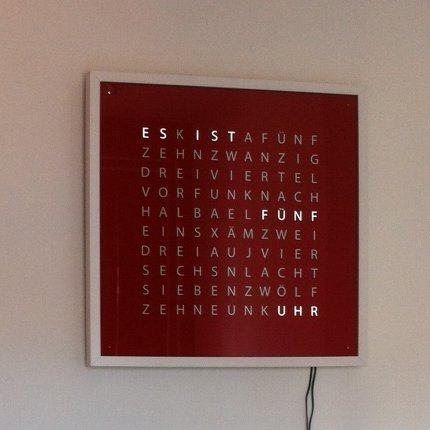 ESKISTAFÜNF
ZEHNZWANZIG
DREIVIERTEL
VORFUNKNACH
HALBAELFÜNF
EINSXÄMZWEI
DREIAUJVIER
SECHSNLACHT
SIEBENZWÖLF
ZEHNEUNKUHR